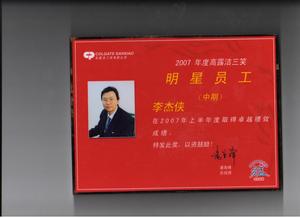 COLGATE SANXIAO
2007 年度高露洁三笑
明星员工
(中期)
李杰侠
在2007年上半年度取得卓越绩效
成绩,
特发此奖，以资鼓励！